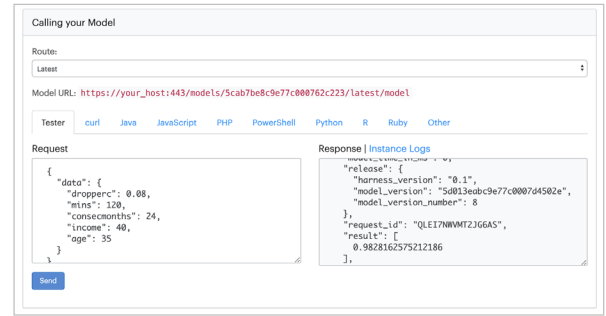 Calling your Model
Route:
Latest
Model URL: https://your_host:443/models/5cab7be8c9e77c000762c223/latest/model
Tester curl Java JavaScript PHP PowerShell Python R Ruby Other
Request
{
"data": {
"dropperc": 0.08,
"mins": 120,
"consecmonths": 24,
"income": 40,
"age": 35
}
}
Response | Instance Logs
"model_time_in_ms": 0,
"release": {
"harness_version": "0.1",
"model_version": "5d013eabc9e77c0007d4502e",
"model_version_number": 8
},
"request_id": "QLEI7NWVMT2JG6AS",
"result": [
0.9828162575212186
],
Send